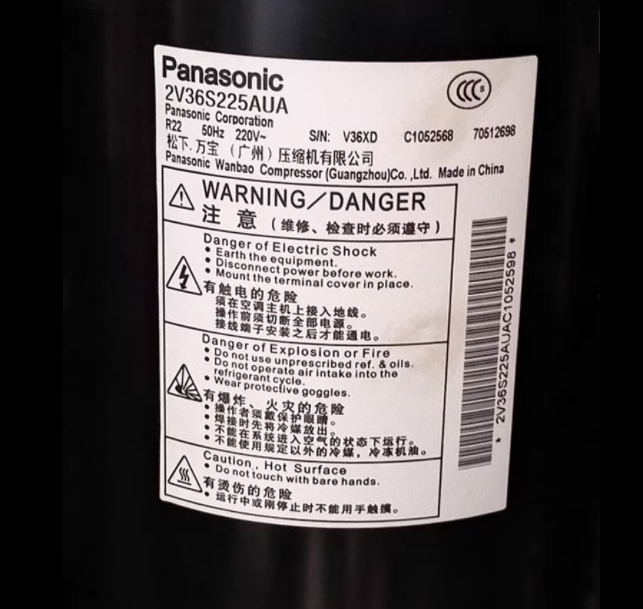 Panasonic
2V36S225AUA
Panasonic Corporation
R22 50Hz 220V~ S/N: V36XD C1052568 70512698
松下.万宝（广州）压缩机有限公司
Panasonic Wanbao Compressor(Guangzhou)Co.,Ltd. Made in China
CCC
WARNING/DANGER
注 意（维修、检查时必须遵守）
Danger of Electric Shock
• Earth the equipment.
• Disconnect power before work.
• Mount the terminal cover in place.
有触电的危险
须在空调主机上接入地线。
操作前须切断全部电源。
接线端子安装之后才能通电。
Danger of Explosion or Fire
• Do not use unprescribed ref. & oils.
• Do not operate air intake into the
refrigerant cycle.
• Wear protective goggles.
有爆炸、火灾的危险
• 操作者须戴保护眼睛。
• 焊接时先将冷媒放出。
• 不能在系统进入空气的状态下运行。
• 不能使用规定以外的冷媒，冷冻机油。
Caution, Hot Surface
• Do not touch with bare hands.
有烫伤的危险
• 运行中或刚停止时不能用手触摸。
* 2V36S225AUAC1052598 *